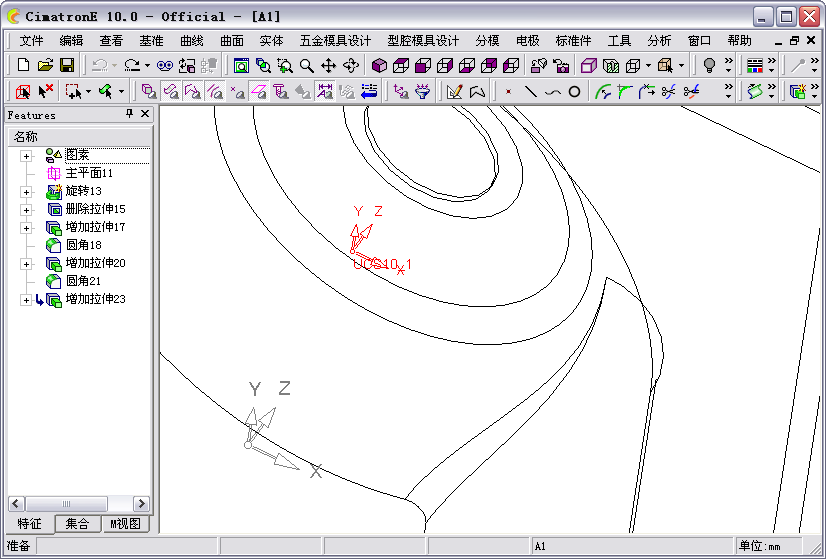 CimatronE 10.0 - Official - [A1]
文件 编辑 查看 基准 曲线 曲面 实体 五金模具设计 型腔模具设计 分模 电极 标准件 工具 分析 窗口 帮助
Features
名称
图素
主平面11
旋转13
删除拉伸15
增加拉伸17
圆角18
增加拉伸20
圆角21
增加拉伸23
Y Z
UCS10_1
X
Y Z
X
特征 集合 M视图
准备 A1 单位:mm